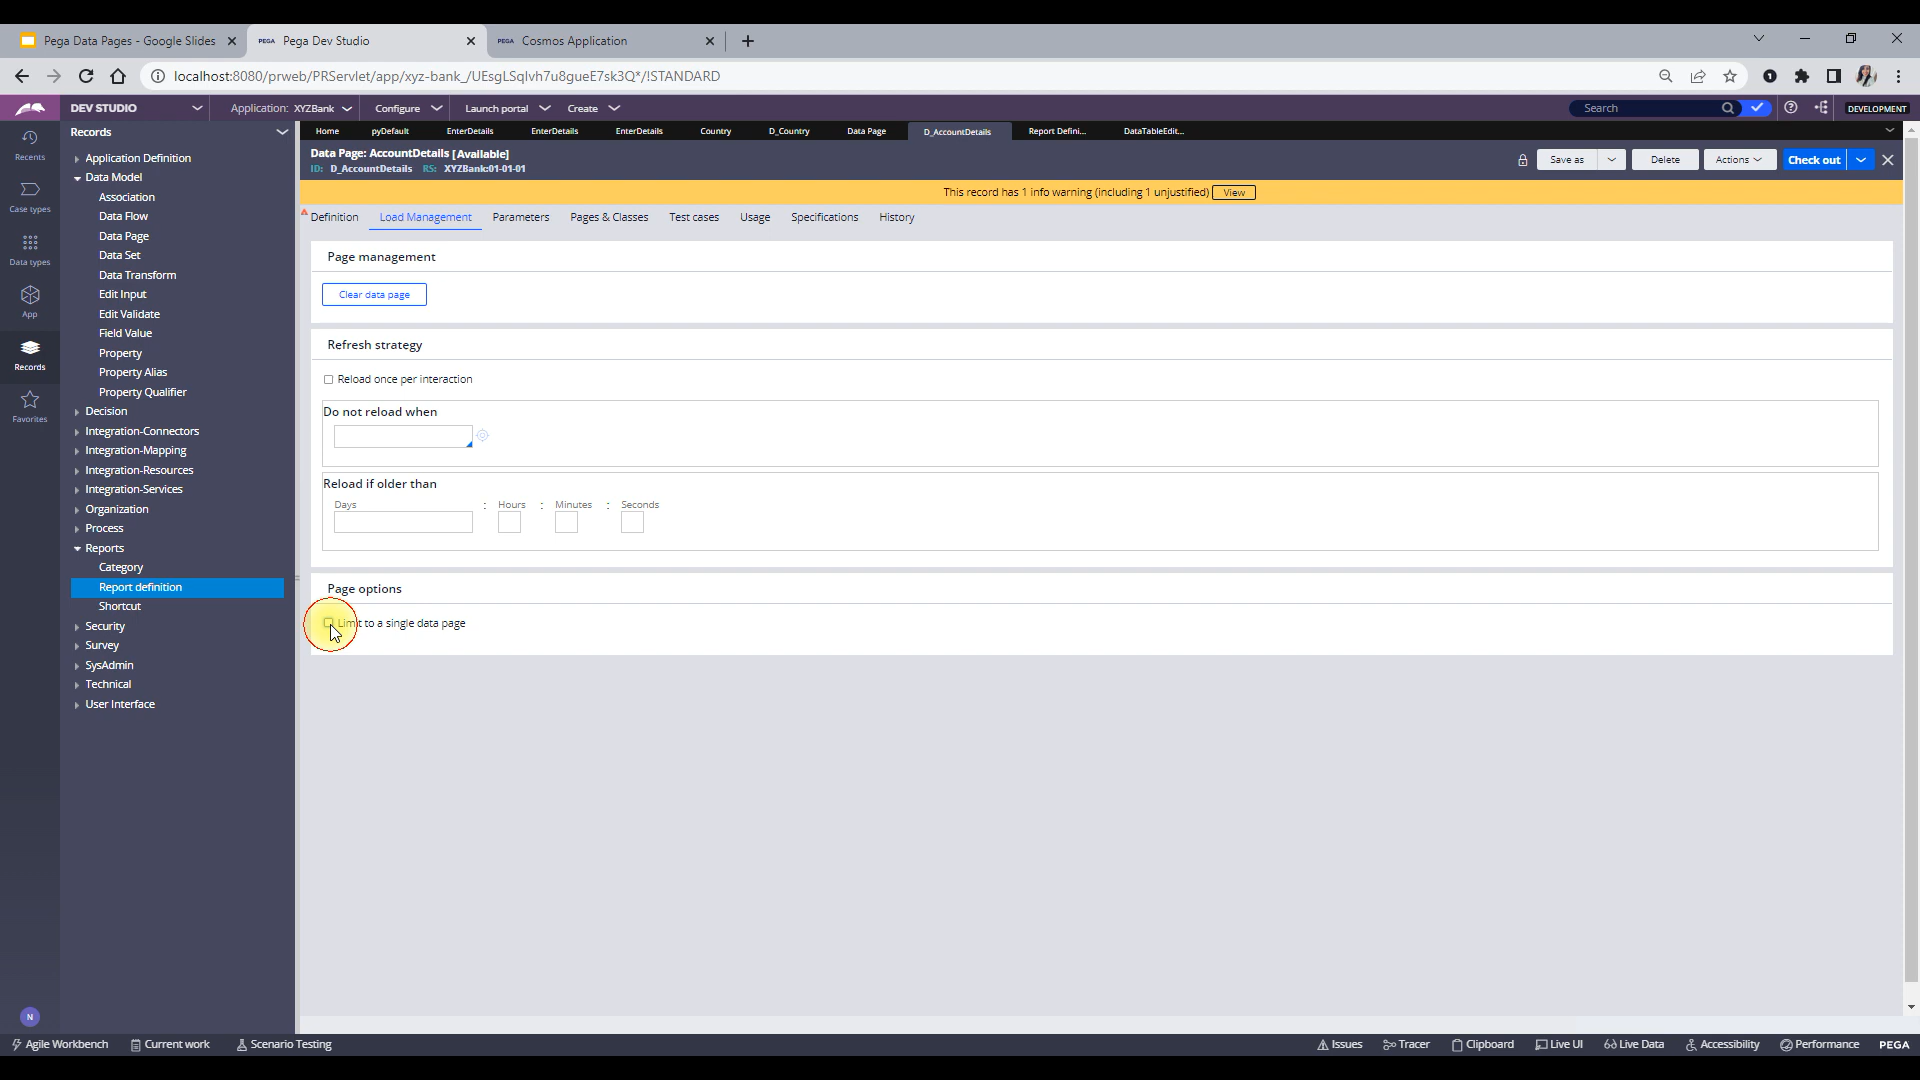 Pega Data Pages - Google Slides
PEGA Pega Dev Studio
PEGA Cosmos Application
localhost:8080/prweb/PRServlet/app/xyz-bank_/UEsgLSqlvh7u8gueE7sk3Q*/!STANDARD
DEV STUDIO
Application: XYZBank
Configure
Launch portal
Create
Search
DEVELOPMENT
Recents
Case types
Data types
App
Records
Favorites
N
Records
Application Definition
Data Model
Association
Data Flow
Data Page
Data Set
Data Transform
Edit Input
Edit Validate
Field Value
Property
Property Alias
Property Qualifier
Decision
Integration-Connectors
Integration-Mapping
Integration-Resources
Integration-Services
Organization
Process
Reports
Category
Report definition
Shortcut
Security
Survey
SysAdmin
Technical
User Interface
Home pyDefault EnterDetails EnterDetails EnterDetails Country D_Country Data Page D_AccountDetails Report Defini... DataTableEdit...
Data Page: AccountDetails [Available]
ID: D_AccountDetails RS: XYZBank:01-01-01
Save as
Delete
Actions
Check out
This record has 1 info warning (including 1 unjustified) View
Definition Load Management Parameters Pages & Classes Test cases Usage Specifications History
Page management
Clear data page
Refresh strategy
Reload once per interaction
Do not reload when
Reload if older than
Days : Hours : Minutes : Seconds
Page options
Limit to a single data page
Agile Workbench Current work Scenario Testing
Issues Tracer Clipboard Live UI Live Data Accessibility Performance PEGA